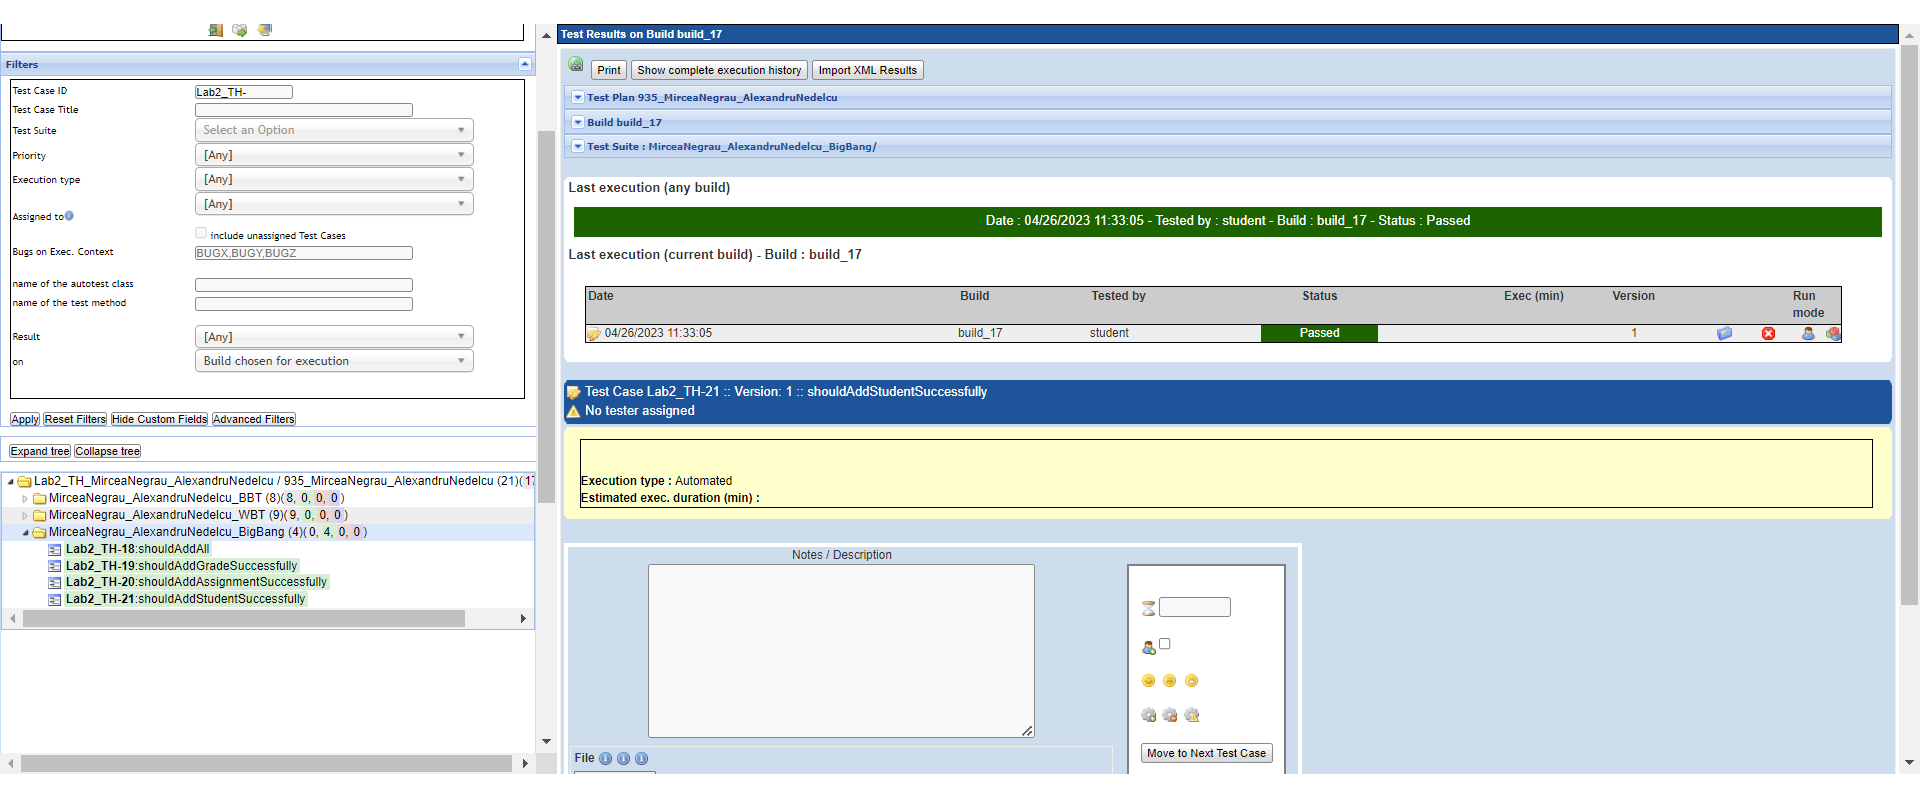 Filters
Test Case ID
Lab2_TH-
Test Case Title
Test Suite
Select an Option
Priority
[Any]
Execution type
[Any]
[Any]
Assigned to
include unassigned Test Cases
Bugs on Exec. Context
BUGX,BUGY,BUGZ
name of the autotest class
name of the test method
Result
[Any]
on
Build chosen for execution
Apply Reset Filters Hide Custom Fields Advanced Filters
Expand tree Collapse tree
Lab2_TH_MirceaNegrau_AlexandruNedelcu / 935_MirceaNegrau_AlexandruNedelcu (21)(17
MirceaNegrau_AlexandruNedelcu_BBT (8)(8, 0, 0, 0)
MirceaNegrau_AlexandruNedelcu_WBT (9)(9, 0, 0, 0)
MirceaNegrau_AlexandruNedelcu_BigBang (4)(0, 4, 0, 0)
Lab2_TH-18:shouldAddAll
Lab2_TH-19:shouldAddGradeSuccessfully
Lab2_TH-20:shouldAddAssignmentSuccessfully
Lab2_TH-21:shouldAddStudentSuccessfully
Test Results on Build build_17
Print Show complete execution history Import XML Results
Test Plan 935_MirceaNegrau_AlexandruNedelcu
Build build_17
Test Suite : MirceaNegrau_AlexandruNedelcu_BigBang/
Last execution (any build)
Date : 04/26/2023 11:33:05 - Tested by : student - Build : build_17 - Status : Passed
Last execution (current build) - Build : build_17
Date Build Tested by Status Exec (min) Version Run mode
04/26/2023 11:33:05 build_17 student Passed 1
Test Case Lab2_TH-21 :: Version: 1 :: shouldAddStudentSuccessfully
No tester assigned
Execution type : Automated
Estimated exec. duration (min) :
Notes / Description
File
Move to Next Test Case